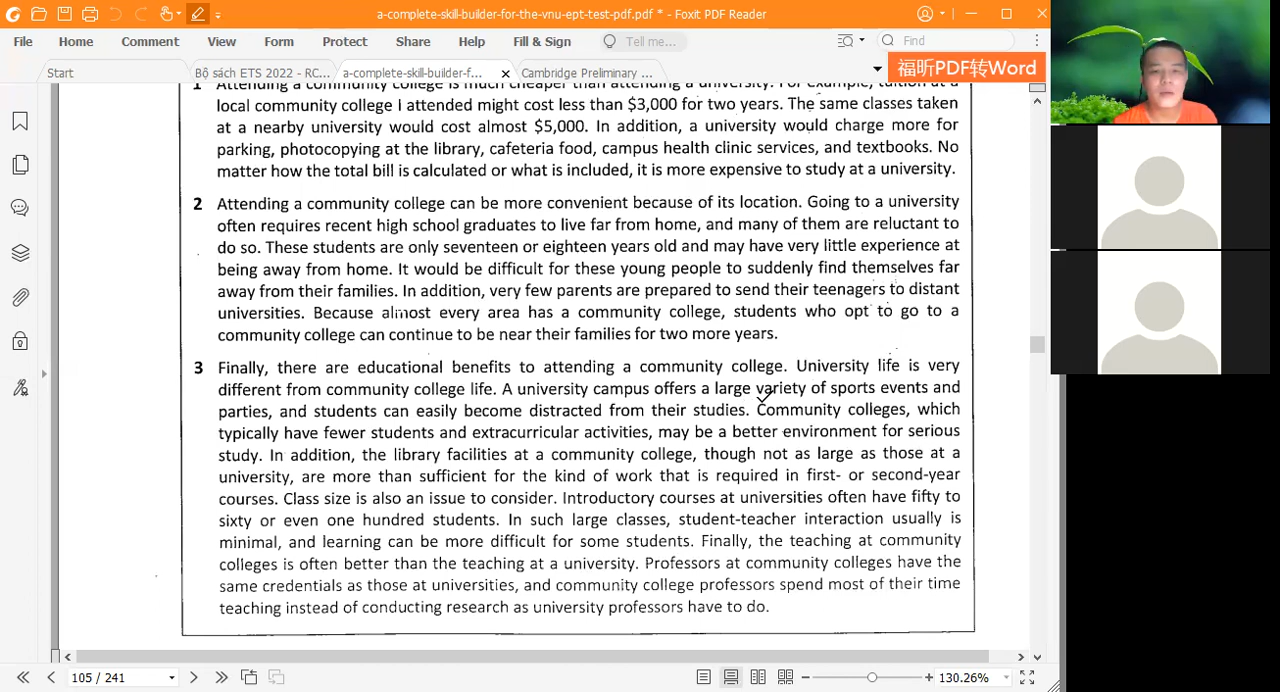 a-complete-skill-builder-for-the-vnu-ept-test-pdf.pdf * - Foxit PDF Reader
File Home Comment View Form Protect Share Help Fill & Sign Tell me... Find
Start Bộ sách ETS 2022 - RC... a-complete-skill-builder-f... Cambridge Preliminary ...
福昕PDF转Word
1 Attending a community college is much cheaper than attending a university. For example, tuition at a
local community college I attended might cost less than $3,000 for two years. The same classes taken
at a nearby university would cost almost $5,000. In addition, a university would charge more for
parking, photocopying at the library, cafeteria food, campus health clinic services, and textbooks. No
matter how the total bill is calculated or what is included, it is more expensive to study at a university.
2 Attending a community college can be more convenient because of its location. Going to a university
often requires recent high school graduates to live far from home, and many of them are reluctant to
do so. These students are only seventeen or eighteen years old and may have very little experience at
being away from home. It would be difficult for these young people to suddenly find themselves far
away from their families. In addition, very few parents are prepared to send their teenagers to distant
universities. Because almost every area has a community college, students who opt to go to a
community college can continue to be near their families for two more years.
3 Finally, there are educational benefits to attending a community college. University life is very
different from community college life. A university campus offers a large variety of sports events and
parties, and students can easily become distracted from their studies. Community colleges, which
typically have fewer students and extracurricular activities, may be a better environment for serious
study. In addition, the library facilities at a community college, though not as large as those at a
university, are more than sufficient for the kind of work that is required in first- or second-year
courses. Class size is also an issue to consider. Introductory courses at universities often have fifty to
sixty or even one hundred students. In such large classes, student-teacher interaction usually is
minimal, and learning can be more difficult for some students. Finally, the teaching at community
colleges is often better than the teaching at a university. Professors at community colleges have the
same credentials as those at universities, and community college professors spend most of their time
teaching instead of conducting research as university professors have to do.
105 / 241 130.26%